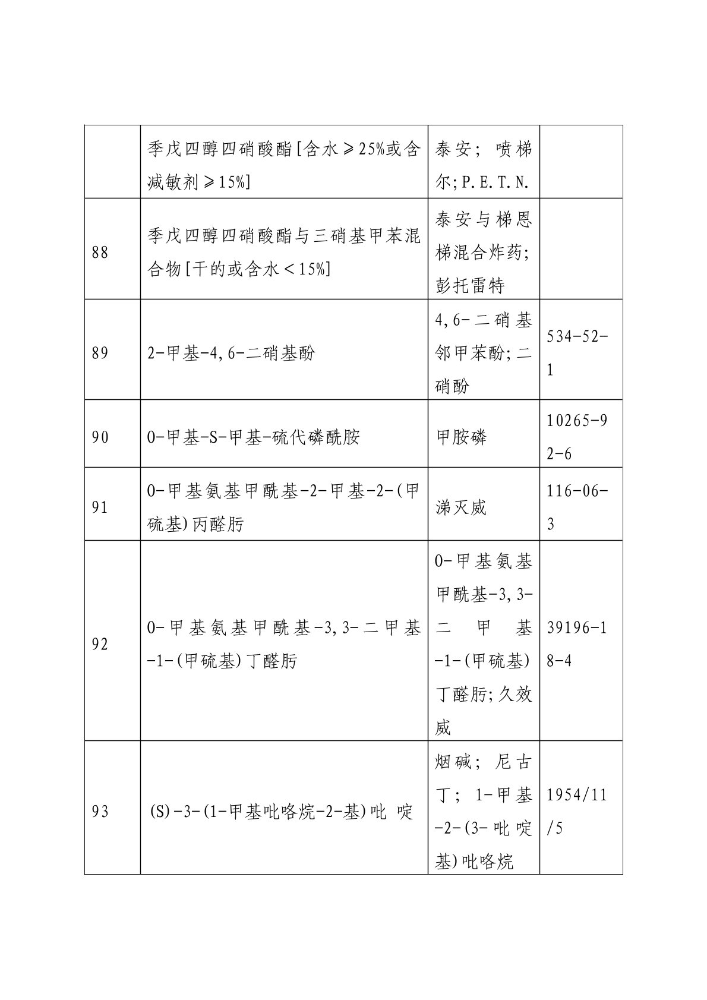 季戊四醇四硝酸酯[含水≥25%或含
减敏剂≥15%]
泰安；喷梯
尔;P.E.T.N.
88
季戊四醇四硝酸酯与三硝基甲苯混
合物[干的或含水<15%]
泰安与梯恩
梯混合炸药;
彭托雷特
89
2-甲基-4,6-二硝基酚
4,6-二硝基
邻甲苯酚;二
硝酚
534-52-
1
90
O-甲基-S-甲基-硫代磷酰胺
甲胺磷
10265-9
2-6
91
O-甲基氨基甲酰基-2-甲基-2-(甲
硫基)丙醛肟
涕灭威
116-06-
3
92
O-甲基氨基甲酰基-3,3-二甲基
-1-(甲硫基)丁醛肟
O-甲基氨基
甲酰基-3,3-
二甲基
-1-(甲硫基)
丁醛肟;久效
威
39196-1
8-4
93
(S)-3-(1-甲基吡咯烷-2-基)吡 啶
烟碱；尼古
丁；1-甲基
-2-(3-吡啶
基)吡咯烷
1954/11
/5